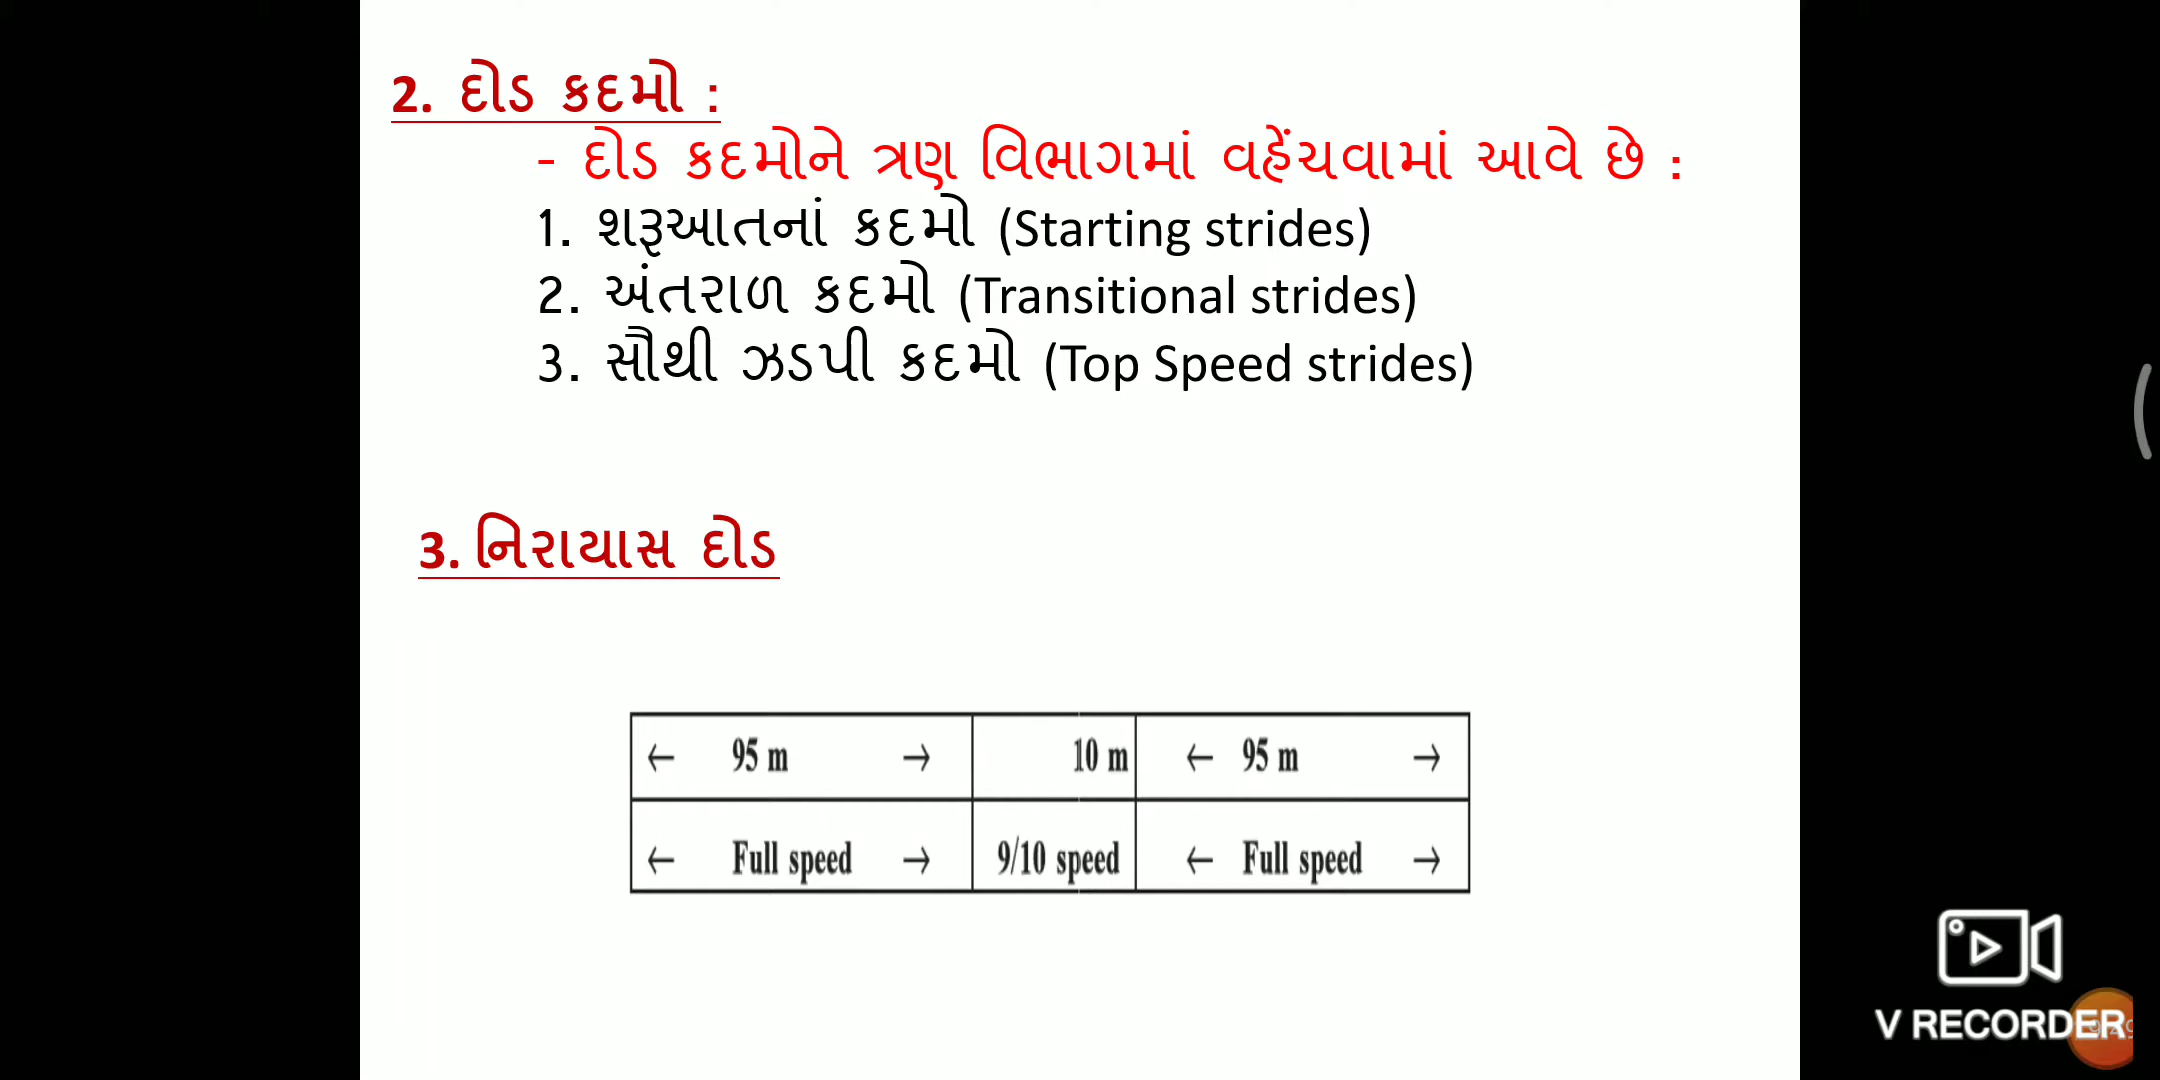 2. દોડ કદમો :
- દોડ કદમોને ત્રણ વિભાગમાં વહેંચવામાં આવે છે :
1. શરૂઆતનાં કદમો (Starting strides)
2. અંતરાળ કદમો (Transitional strides)
3. સૌથી ઝડપી કદમો (Top Speed strides)
3. નિરાયાસ દોડ
← 95 m → 10 m ← 95 m →
← Full speed → 9/10 speed ← Full speed →
V RECORDER